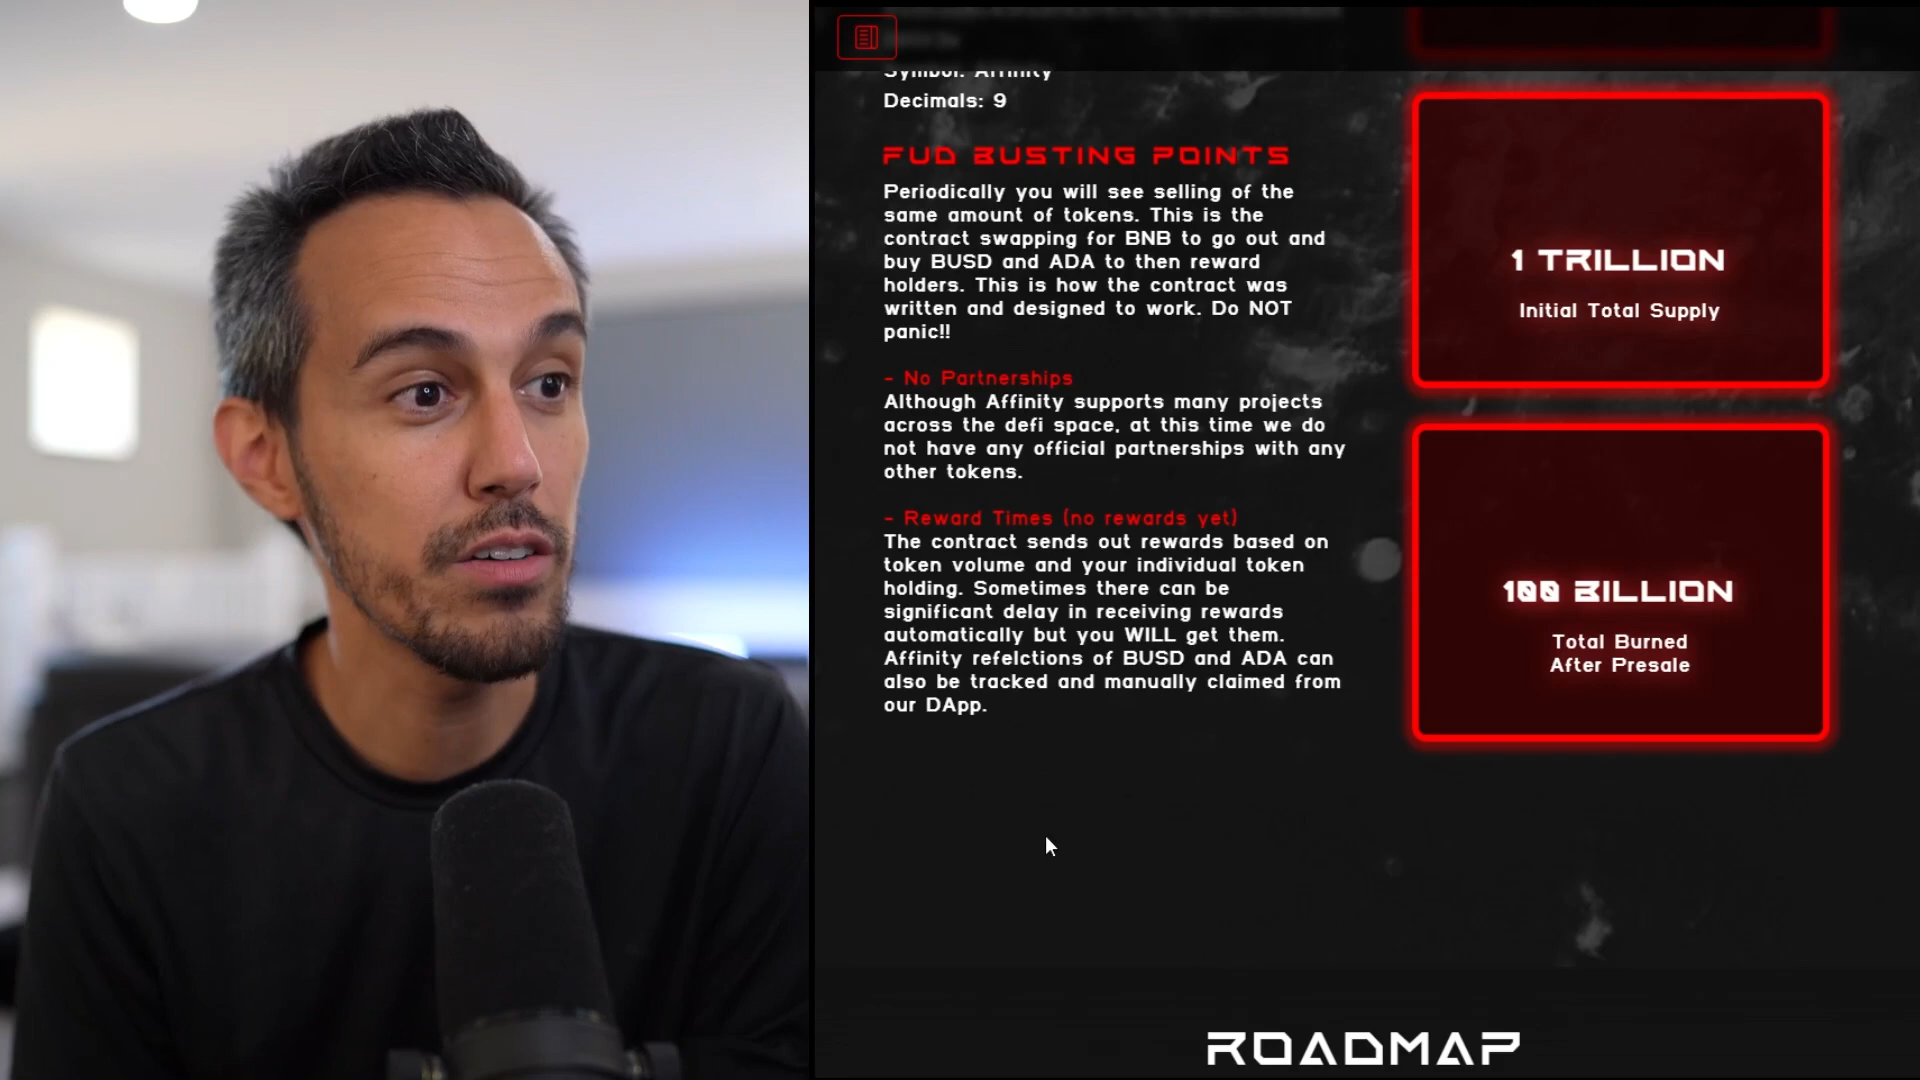 Symbol: Affinity
Decimals: 9
FUD BUSTING POINTS
Periodically you will see selling of the
same amount of tokens. This is the
contract swapping for BNB to go out and
buy BUSD and ADA to then reward
holders. This is how the contract was
written and designed to work. Do NOT
panic!!
- No Partnerships
Although Affinity supports many projects
across the defi space, at this time we do
not have any official partnerships with any
other tokens.
- Reward Times (no rewards yet)
The contract sends out rewards based on
token volume and your individual token
holding. Sometimes there can be
significant delay in receiving rewards
automatically but you WILL get them.
Affinity refelctions of BUSD and ADA can
also be tracked and manually claimed from
our DApp.
1 TRILLION
Initial Total Supply
100 BILLION
Total Burned
After Presale
ROADMAP